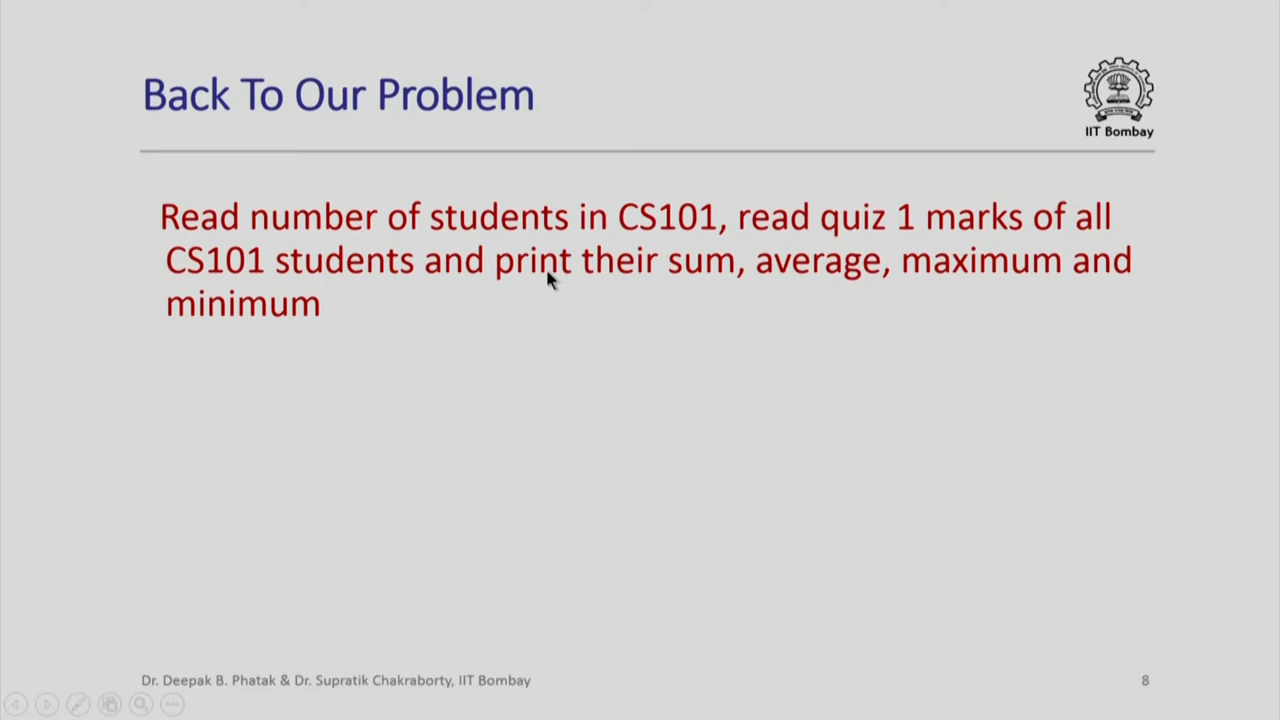 Back To Our Problem
IIT Bombay
Read number of students in CS101, read quiz 1 marks of all
CS101 students and print their sum, average, maximum and
minimum
Dr. Deepak B. Phatak & Dr. Supratik Chakraborty, IIT Bombay
8